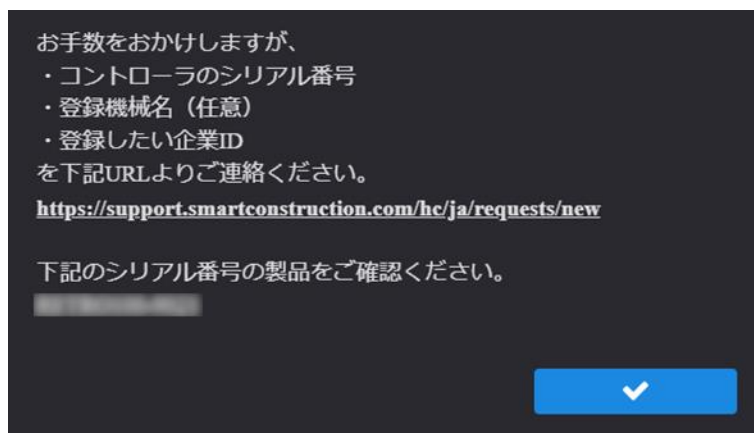 お手数をおかけしますが、
・コントローラのシリアル番号
・登録機械名（任意）
・登録したい企業ID
を下記URLよりご連絡ください。
https://support.smartconstruction.com/hc/ja/requests/new
下記のシリアル番号の製品をご確認ください。